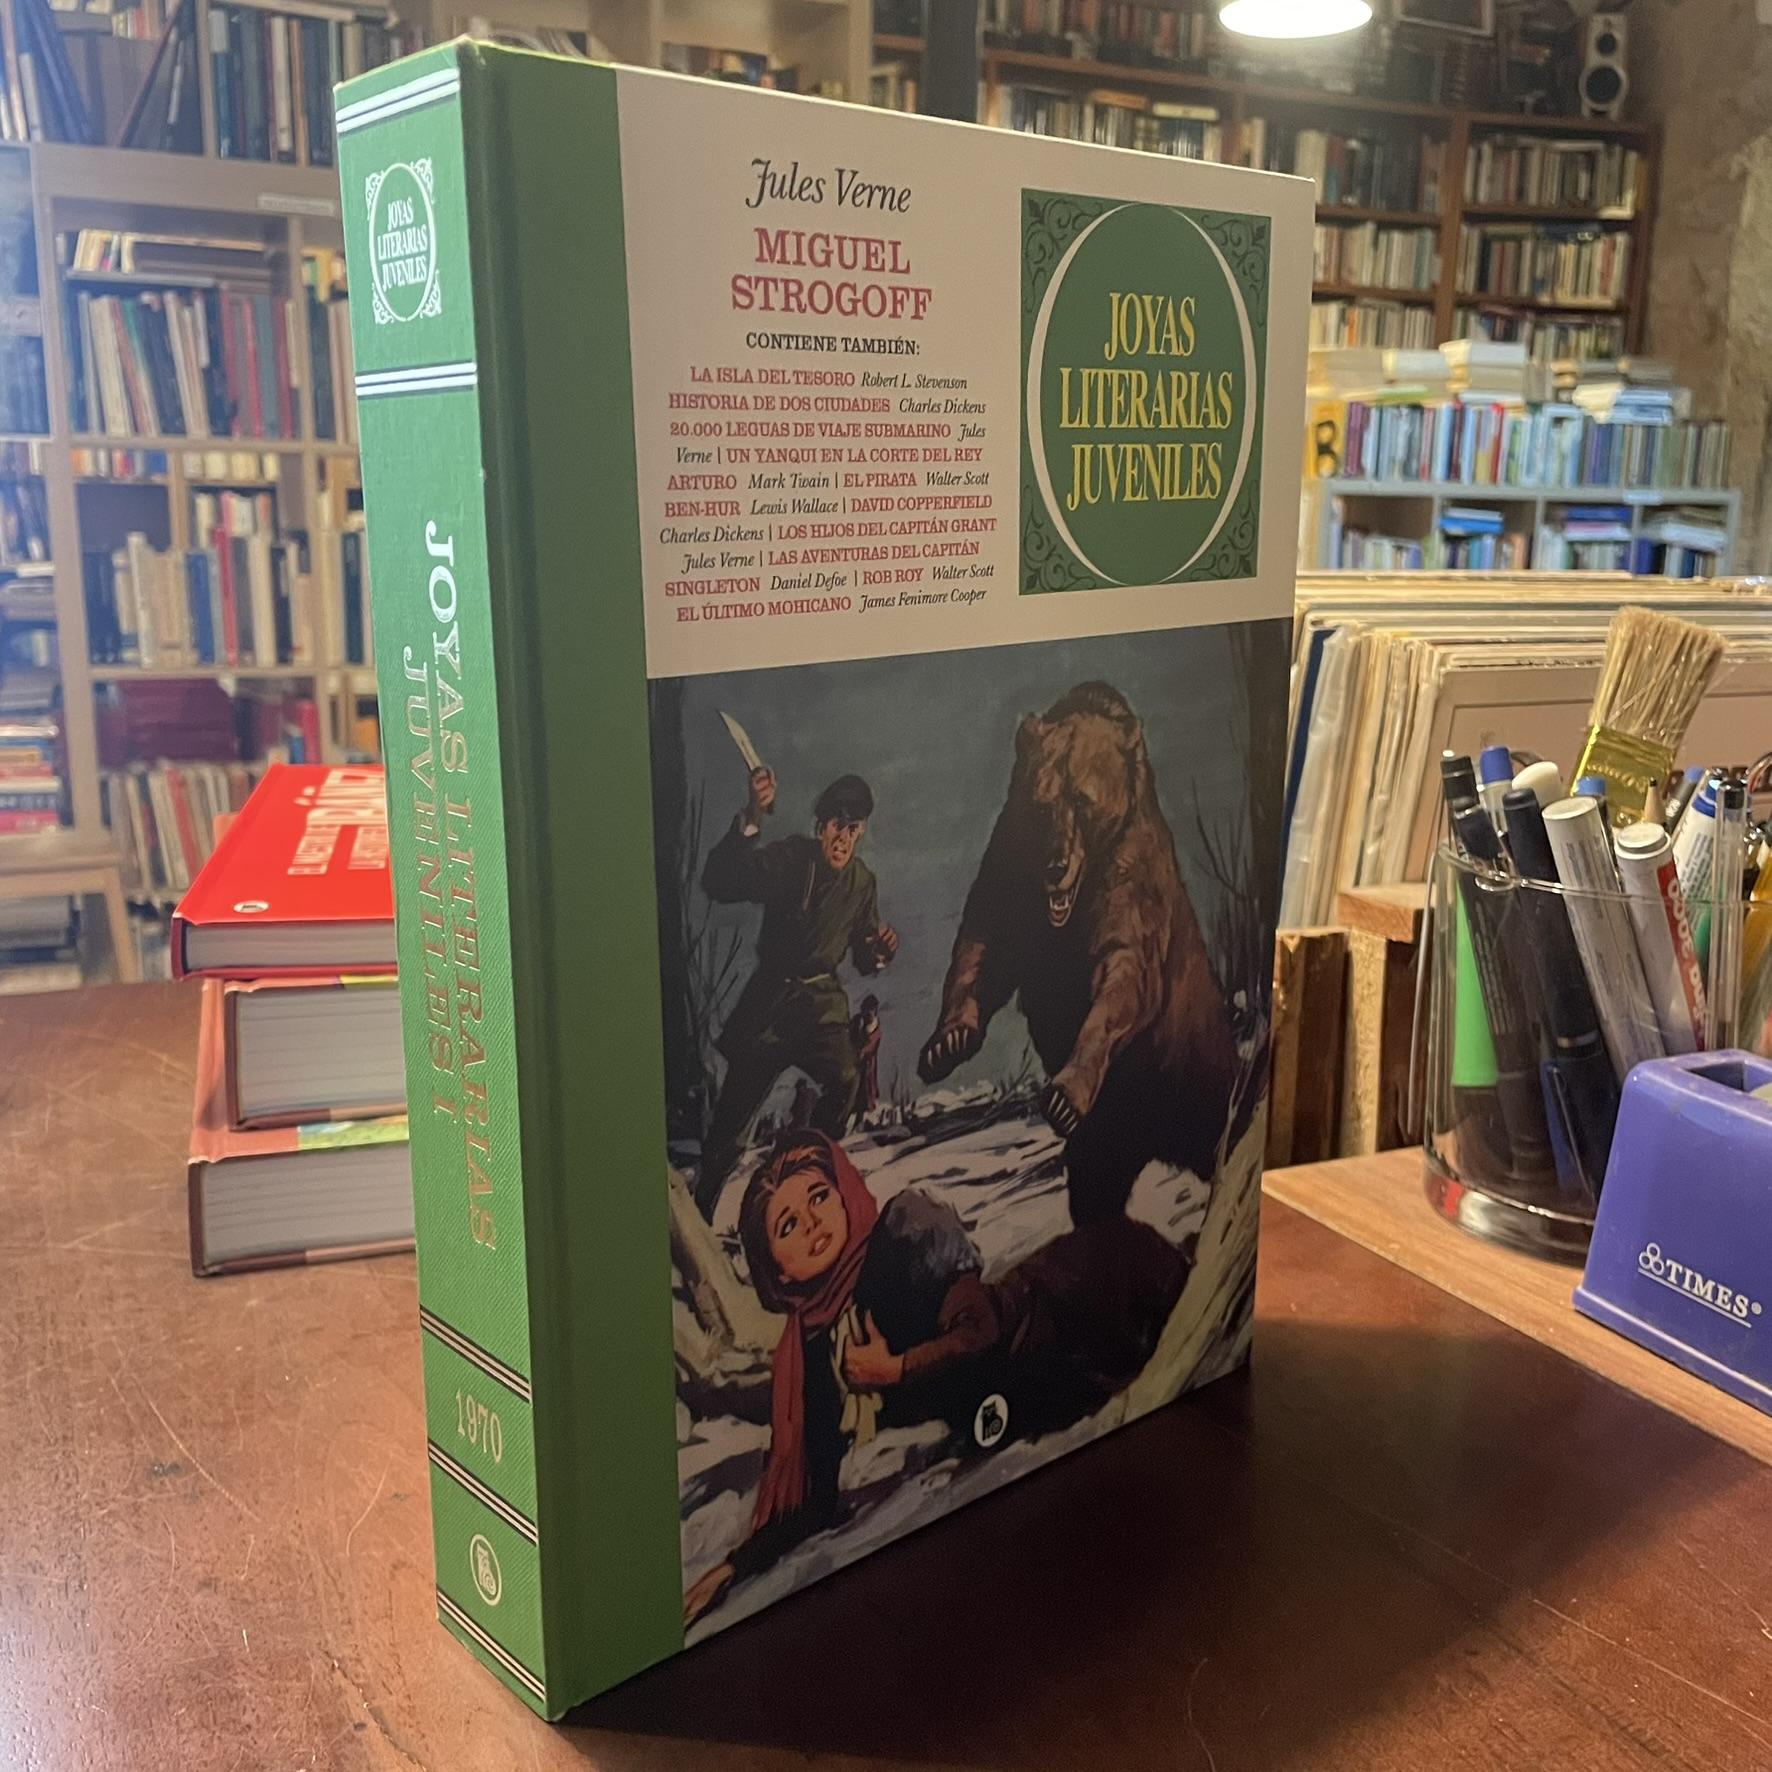 JOYAS
LITERARIAS
JUVENILES
JOYAS LITERARIAS
JUVENILES I
1970
Jules Verne
MIGUEL
STROGOFF
CONTIENE TAMBIÉN:
LA ISLA DEL TESORO Robert L. Stevenson
HISTORIA DE DOS CIUDADES Charles Dickens
20.000 LEGUAS DE VIAJE SUBMARINO Jules
Verne | UN YANQUI EN LA CORTE DEL REY
ARTURO Mark Twain | EL PIRATA Walter Scott
BEN-HUR Lewis Wallace | DAVID COPPERFIELD
Charles Dickens | LOS HIJOS DEL CAPITÁN GRANT
Jules Verne | LAS AVENTURAS DEL CAPITÁN
SINGLETON Daniel Defoe | ROB ROY Walter Scott
EL ÚLTIMO MOHICANO James Fenimore Cooper
JOYAS
LITERARIAS
JUVENILES
TIMES®